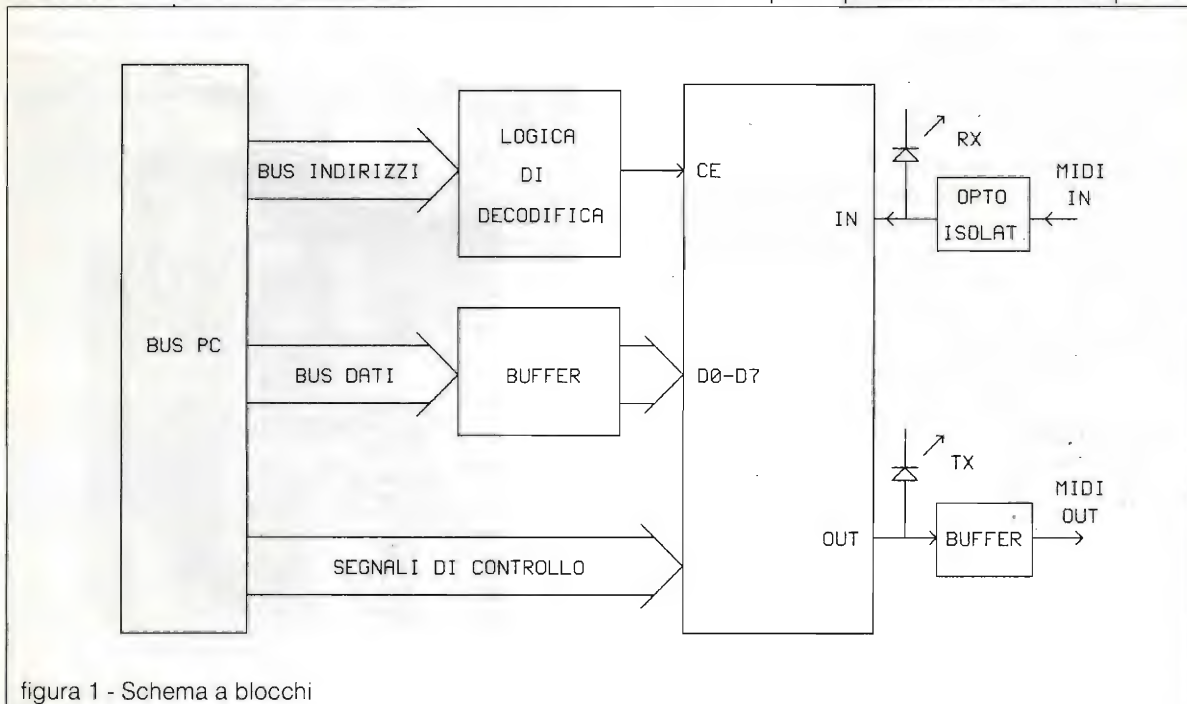 BUS PC
BUS INDIRIZZI
LOGICA
DI
DECODIFICA
CE
IN
RX
OPTO
ISOLAT.
MIDI
IN
BUS DATI
BUFFER
D0-D7
TX
OUT
BUFFER
MIDI
OUT
SEGNALI DI CONTROLLO
figura 1 - Schema a blocchi